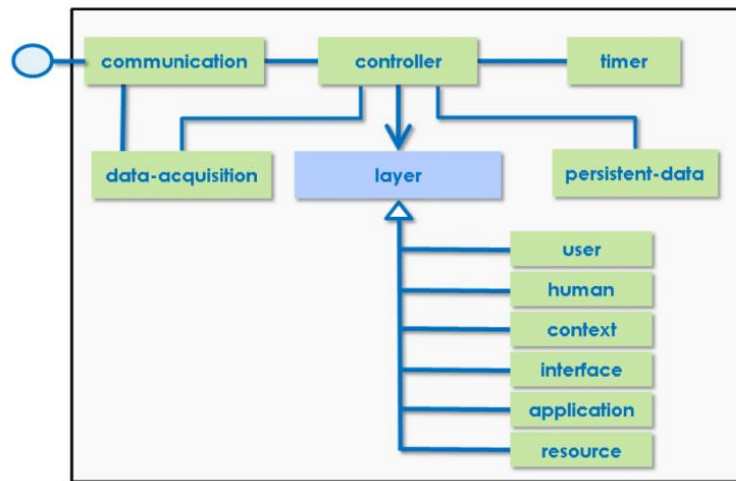 communication
controller
timer
data-acquisition
layer
persistent-data
user
human
context
interface
application
resource